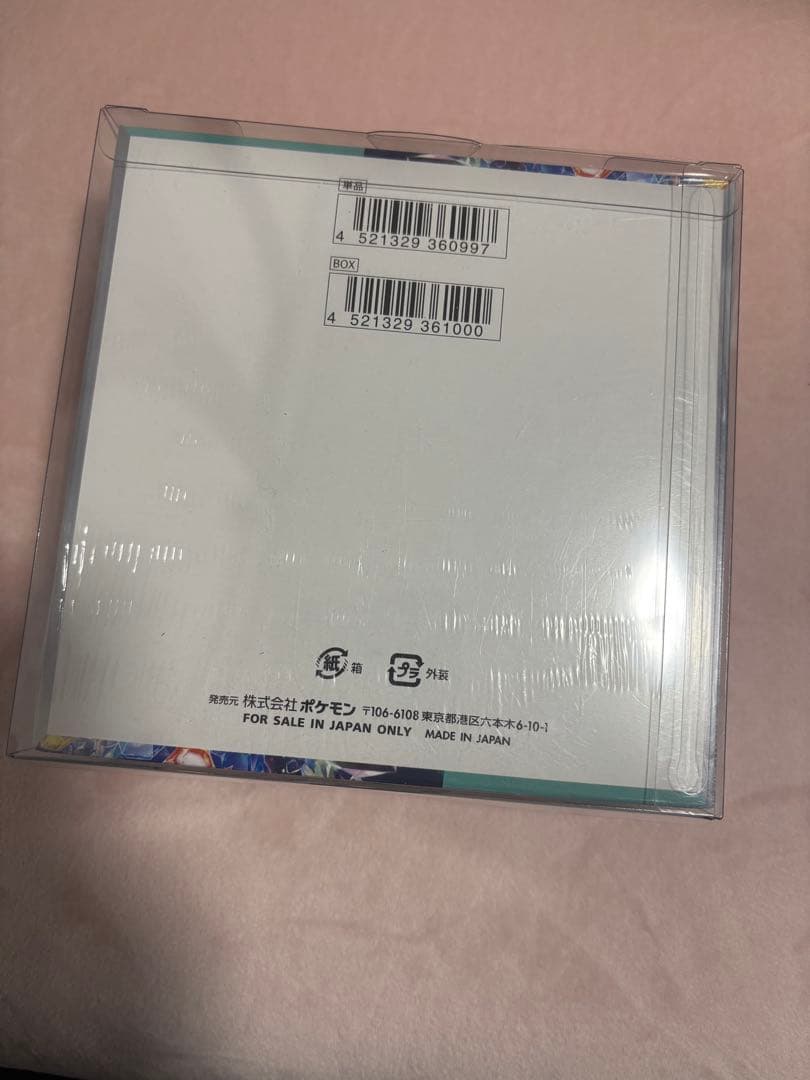 単品
4 521329 360997
BOX
4 521329 361000
紙 箱 プラ 外装
発売元 株式会社ポケモン 〒106-6108 東京都港区六本木6-10-1
FOR SALE IN JAPAN ONLY MADE IN JAPAN